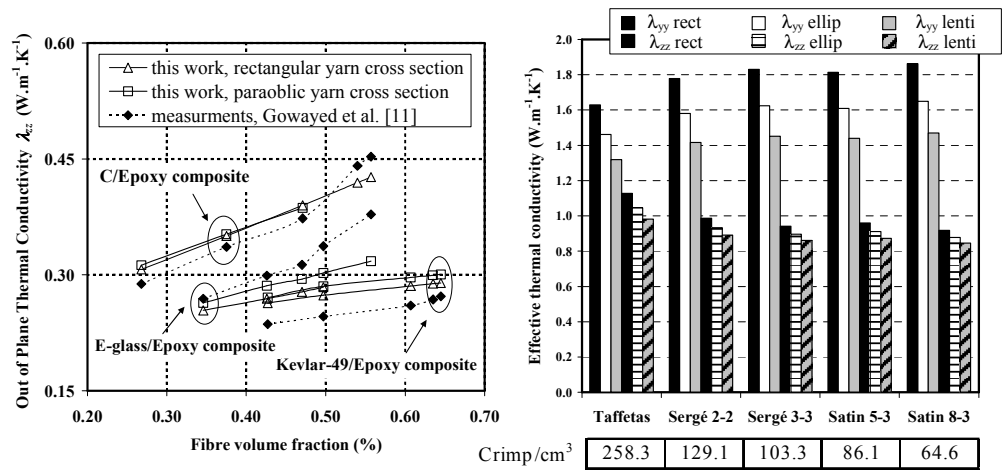 Out of Plane Thermal Conductivity λzz (W.m⁻¹.K⁻¹)
0.60
0.45
0.30
0.15
this work, rectangular yarn cross section
this work, paraoblic yarn cross section
measurments, Gowayed et al. [11]
C/Epoxy composite
E-glass/Epoxy composite
Kevlar-49/Epoxy composite
0.20 0.30 0.40 0.50 0.60 0.70
Fibre volume fraction (%)
λyy rect λyy ellip λyy lenti
λzz rect λzz ellip λzz lenti
Effective thermal conductivity (W.m⁻¹.K⁻¹)
2.0
1.8
1.6
1.4
1.2
1.0
0.8
0.6
0.4
0.2
0.0
Taffetas Sergé 2-2 Sergé 3-3 Satin 5-3 Satin 8-3
Crimp/cm³ 258.3 129.1 103.3 86.1 64.6